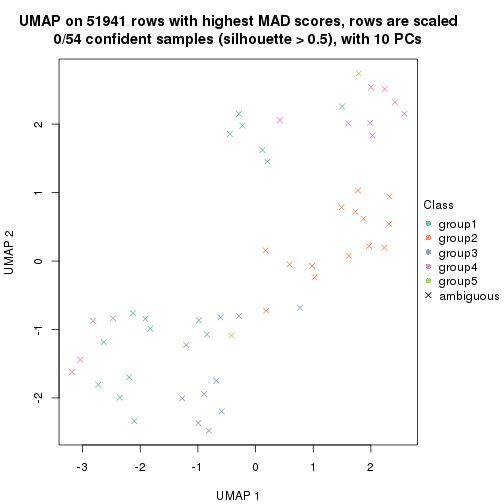 UMAP on 51941 rows with highest MAD scores, rows are scaled
0/54 confident samples (silhouette > 0.5), with 10 PCs
UMAP 2
2
1
0
-1
-2
-3
-2
-1
0
1
2
UMAP 1
Class
group1
group2
group3
group4
group5
ambiguous